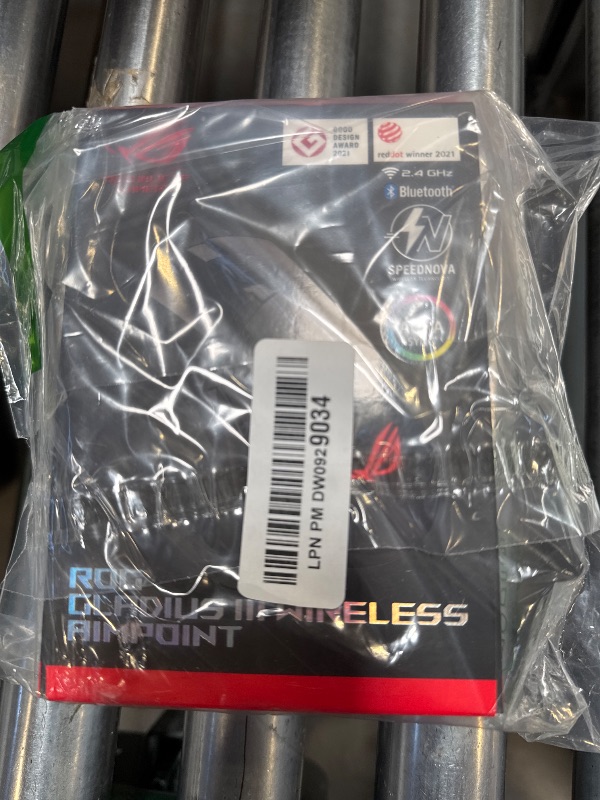 GOOD
DESIGN
AWARD
2021
reddot winner 2021
2.4 GHz
Bluetooth
SPEEDNOVA
LPN PM DW0929034
ROG
GLADIUS III WIRELESS
AIMPOINT